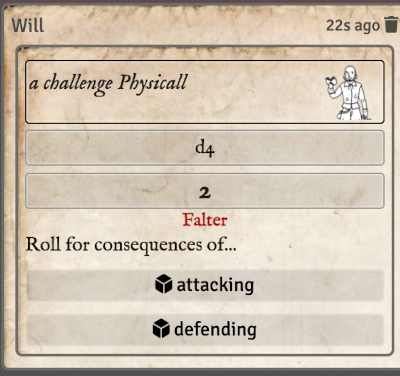 Will
22s ago
a challenge Physicall
d4
2
Falter
Roll for consequences of...
attacking
defending